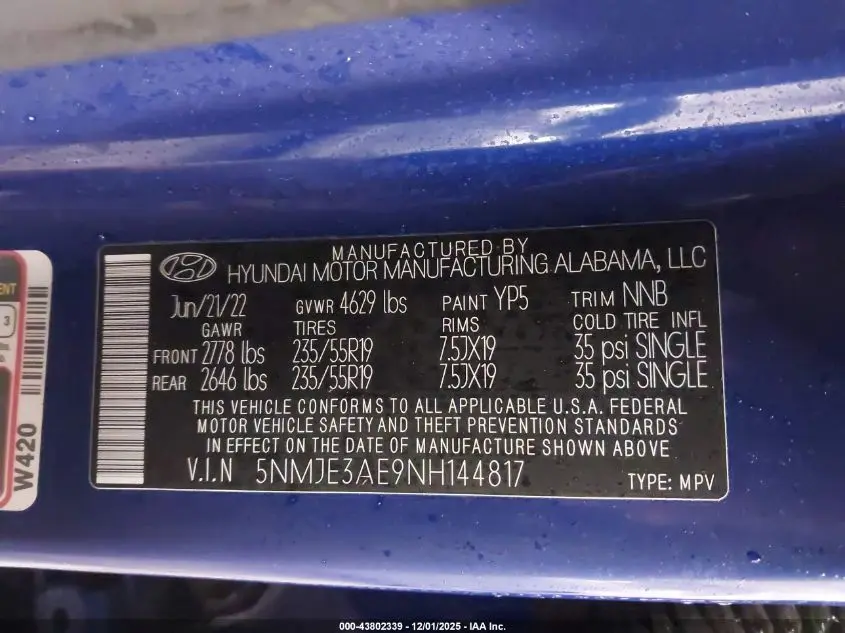 MANUFACTURED BY
HYUNDAI MOTOR MANUFACTURING ALABAMA, LLC
Jun/21/22 GVWR 4629 lbs PAINT YP5 TRIM NNB
GAWR TIRES RIMS COLD TIRE INFL
FRONT 2778 lbs 235/55R19 7.5JX19 35 psi SINGLE
REAR 2646 lbs 235/55R19 7.5JX19 35 psi SINGLE
THIS VEHICLE CONFORMS TO ALL APPLICABLE U.S.A. FEDERAL
MOTOR VEHICLE SAFETY AND THEFT PREVENTION STANDARDS
IN EFFECT ON THE DATE OF MANUFACTURE SHOWN ABOVE
V.I.N 5NMJE3AE9NH144817 TYPE: MPV
3
W420
000-43802339 - 12/01/2025 - IAA Inc.